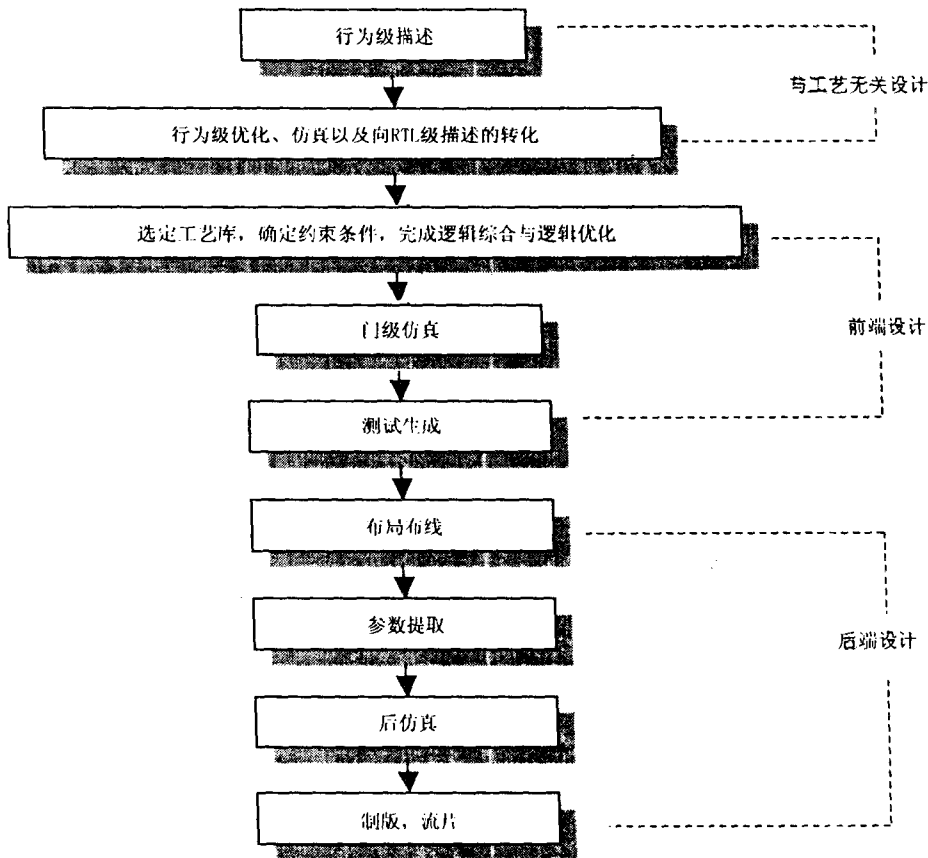 行为级描述
与工艺无关设计
行为级优化、仿真以及向RTL级描述的转化
选定工艺库，确定约束条件，完成逻辑综合与逻辑优化
门级仿真
前端设计
测试生成
布局布线
参数提取
后端设计
后仿真
制版，流片